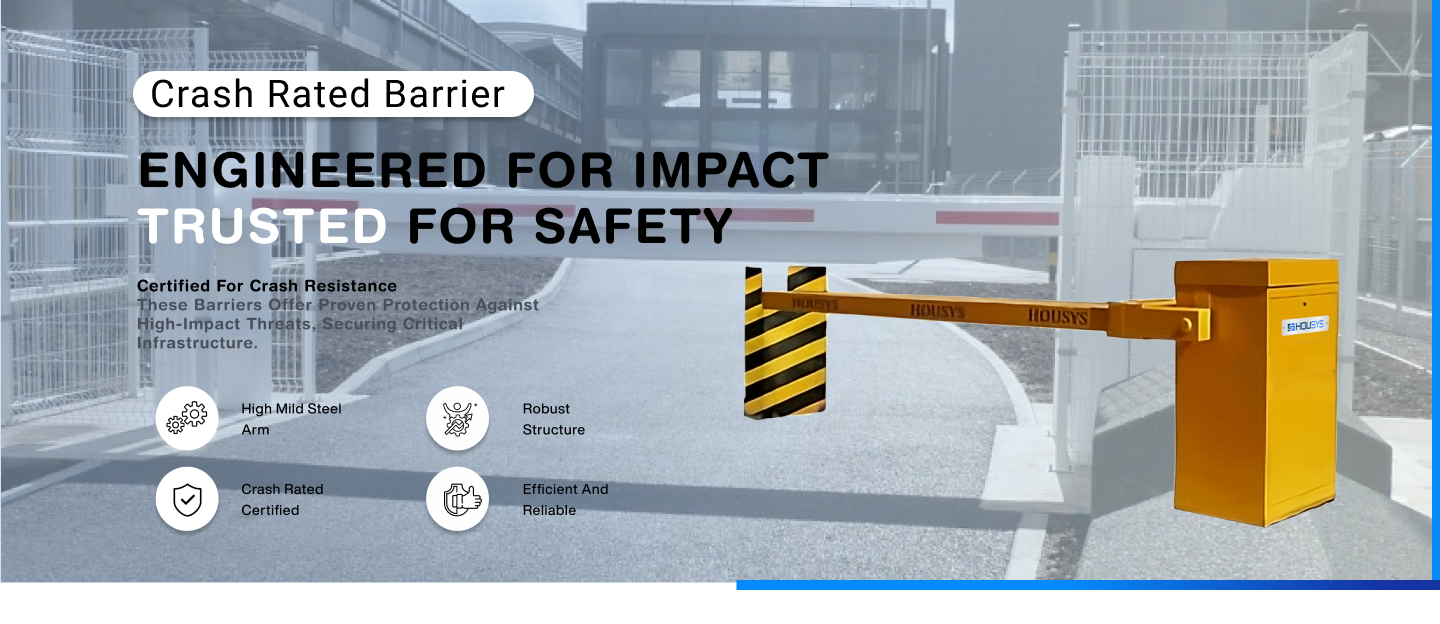 Crash Rated Barrier
ENGINEERED FOR IMPACT
TRUSTED FOR SAFETY
Certified For Crash Resistance
These Barriers Offer Proven Protection Against
High-Impact Threats, Securing Critical
Infrastructure.
High Mild Steel
Arm
Robust
Structure
Crash Rated
Certified
Efficient And
Reliable
HOUSYS HOUSYS HOUSYS
HOUSYS